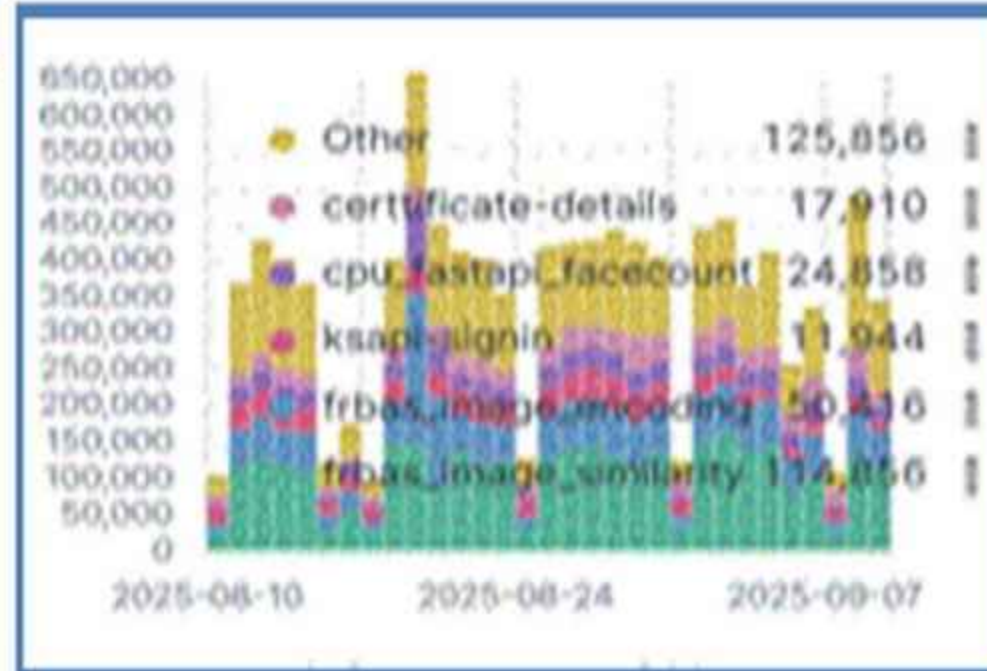 650,000
600,000
550,000
500,000
450,000
400,000
350,000
300,000
250,000
200,000
150,000
100,000
50,000
0
Other 125,856
certificate-details 17,910
cpu_fastapi_facecount 24,858
ksapi-signin 11,944
frbas_image_encoding 50,416
frbas_image_similarity 114,856
2025-08-10 2025-08-24 2025-09-07